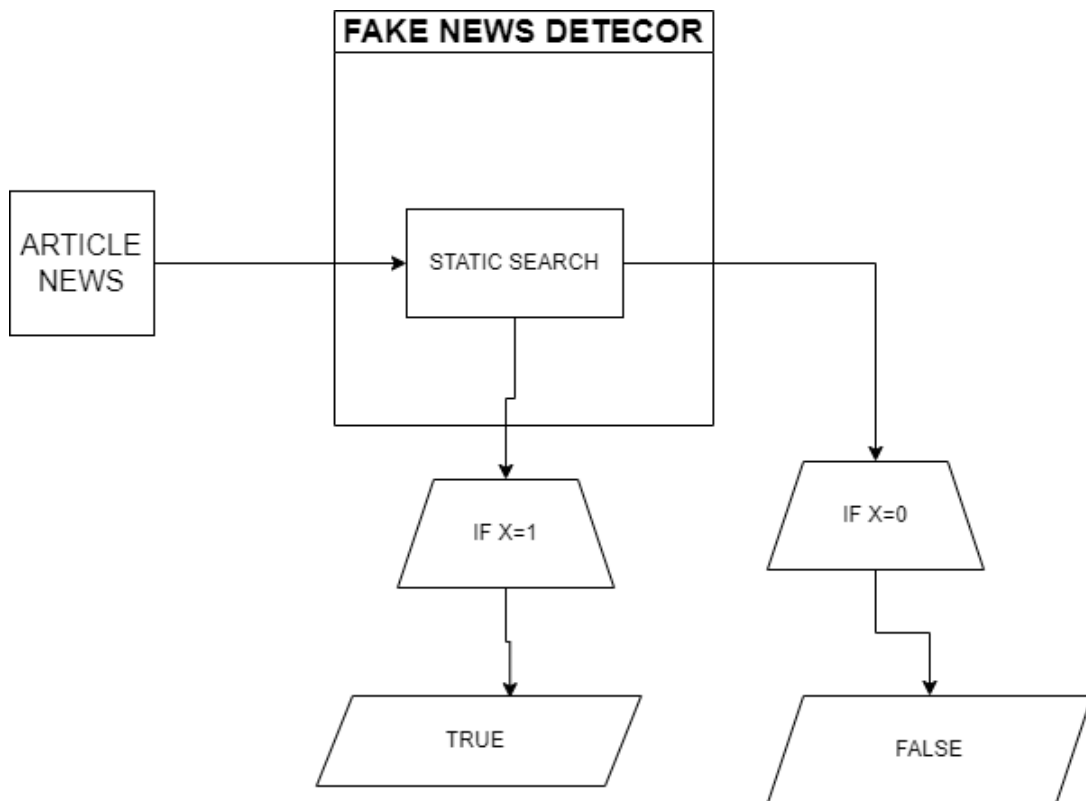 FAKE NEWS DETECOR
ARTICLE
NEWS
STATIC SEARCH
IF X=1
IF X=0
TRUE
FALSE